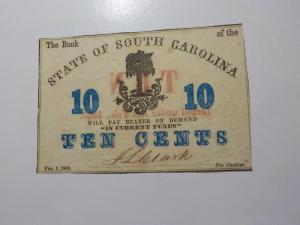 The Bank of the
STATE OF SOUTH CAROLINA
TEN
10 10
WILL PAY BEARER ON DEMAND
"IN CURRENT FUNDS"
TEN CENTS
Feb. 1, 1863. For Cashier.